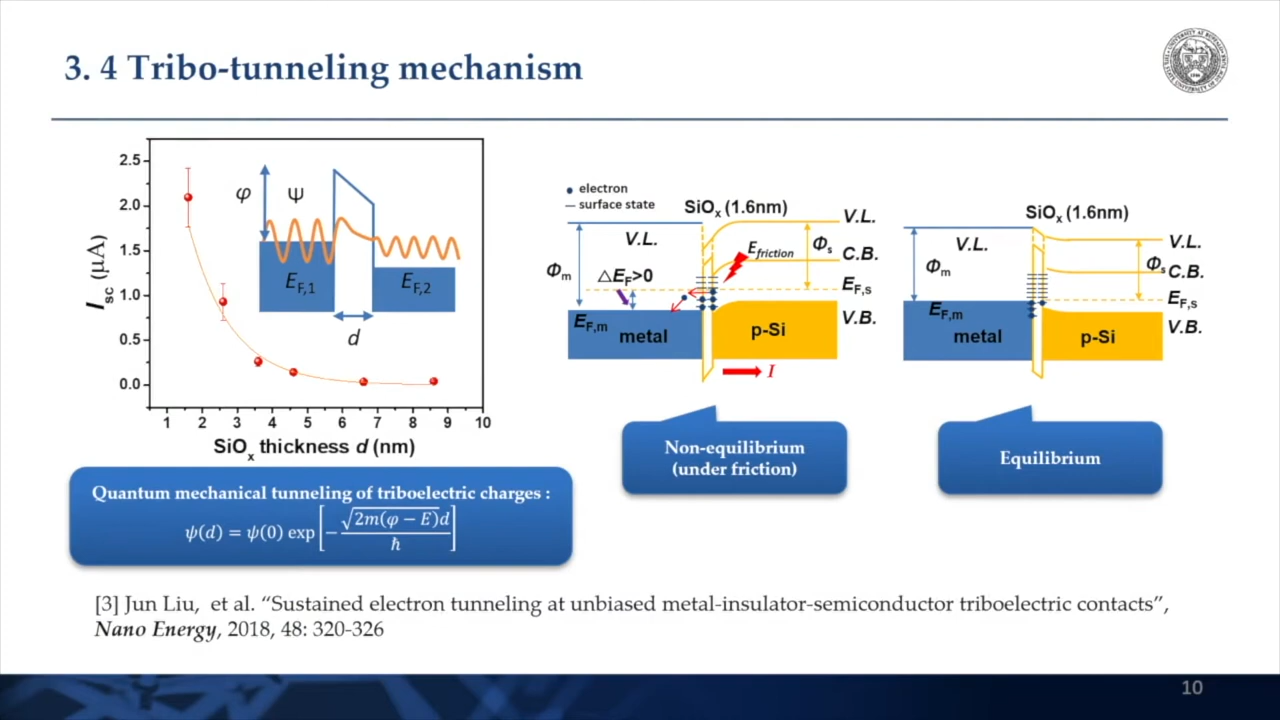 3. 4 Tribo-tunneling mechanism
2.5
2.0
1.5
1.0
0.5
0.0
I_sc (μA)
1 2 3 4 5 6 7 8 9 10
SiO_x thickness d (nm)
φ
Ψ
E_F,1
E_F,2
d
Quantum mechanical tunneling of triboelectric charges :
ψ(d) = ψ(0) exp[−√2m(φ − E)d / ħ]
electron
surface state
SiO_x (1.6nm)
V.L.
V.L.
Φ_m
Φ_s
E_friction
C.B.
△E_F>0
E_F,s
E_F,m
metal
p-Si
V.B.
I
Non-equilibrium
(under friction)
SiO_x (1.6nm)
V.L.
V.L.
Φ_m
Φ_s
C.B.
E_F,m
E_F,s
metal
p-Si
V.B.
Equilibrium
[3] Jun Liu, et al. “Sustained electron tunneling at unbiased metal-insulator-semiconductor triboelectric contacts”,
Nano Energy, 2018, 48: 320-326
10